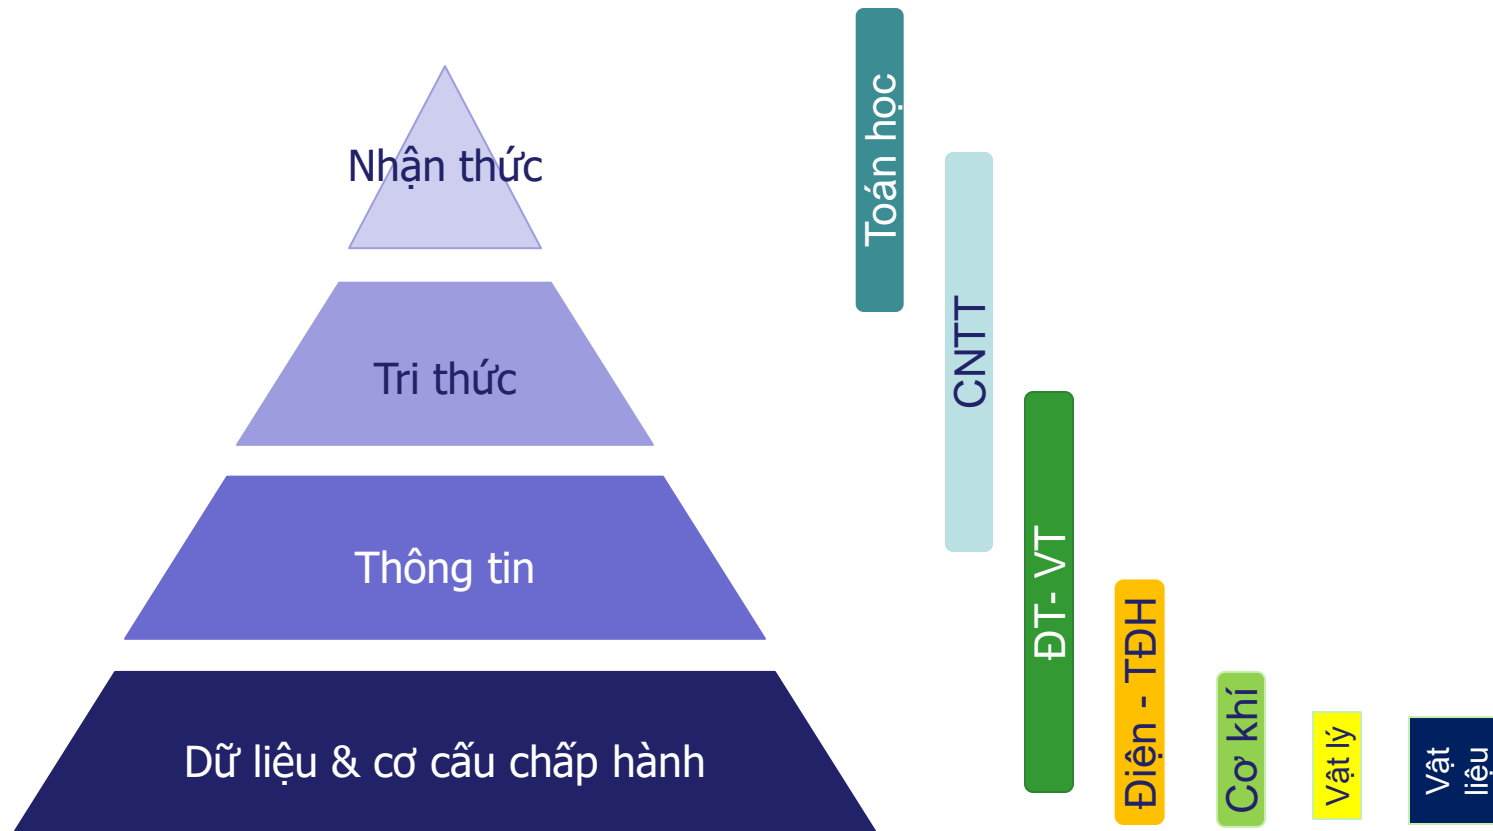 Nhận thức
Tri thức
Thông tin
Dữ liệu & cơ cấu chấp hành
Toán học
CNTT
ĐT- VT
Điện - TĐH
Cơ khí
Vật lý
Vật
liệu